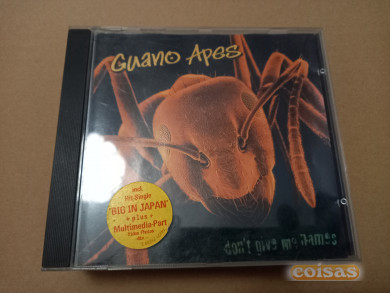 Guano Apes
incl.
Hit-Single
"BIG IN JAPAN"
+ plus +
Multimedia-Part
don't give me names
coisas